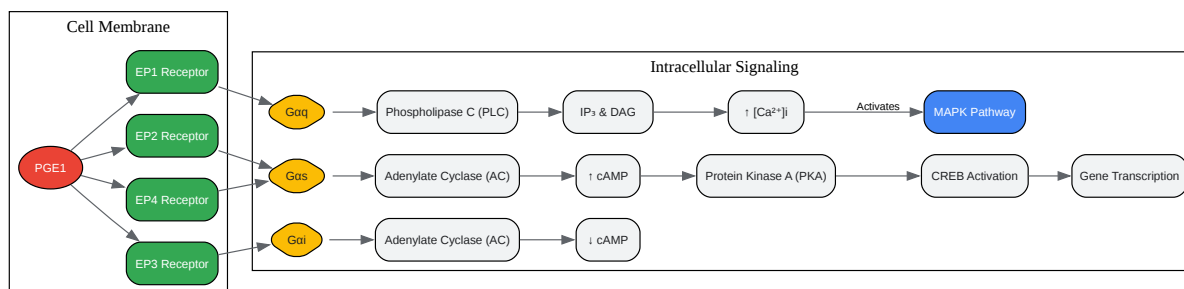 Cell Membrane
EP1 Receptor
EP2 Receptor
PGE1
EP4 Receptor
EP3 Receptor
Intracellular Signaling
Gαq
Phospholipase C (PLC)
IP₃ & DAG
↑ [Ca²⁺]i
Activates
MAPK Pathway
Gαs
Adenylate Cyclase (AC)
↑ cAMP
Protein Kinase A (PKA)
CREB Activation
Gene Transcription
Gαi
Adenylate Cyclase (AC)
↓ cAMP